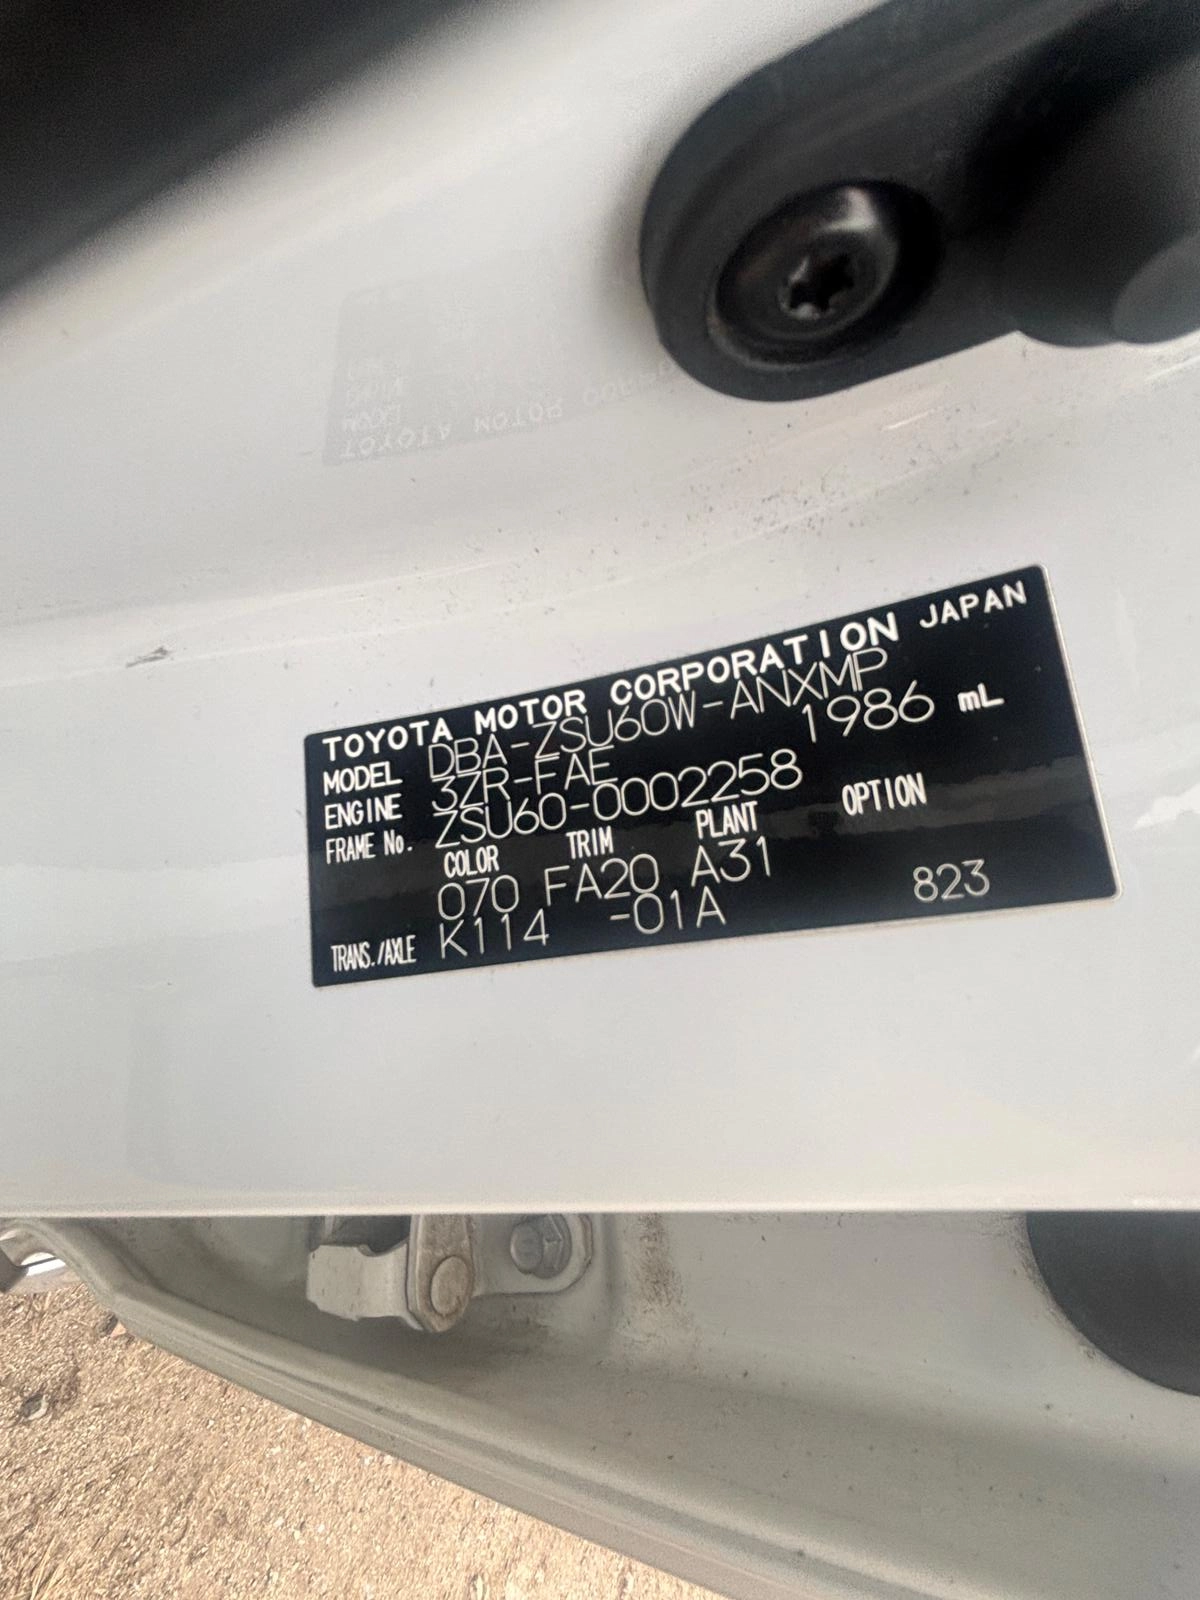 TOYOTA MOTOR CORPORATION JAPAN
MODEL DBA-ZSU60W-ANXMP
ENGINE 3ZR-FAE 1986 mL
FRAME No. ZSU60-0002258
COLOR TRIM PLANT OPTION
070 FA20 A31
TRANS./AXLE K114 -01A 823